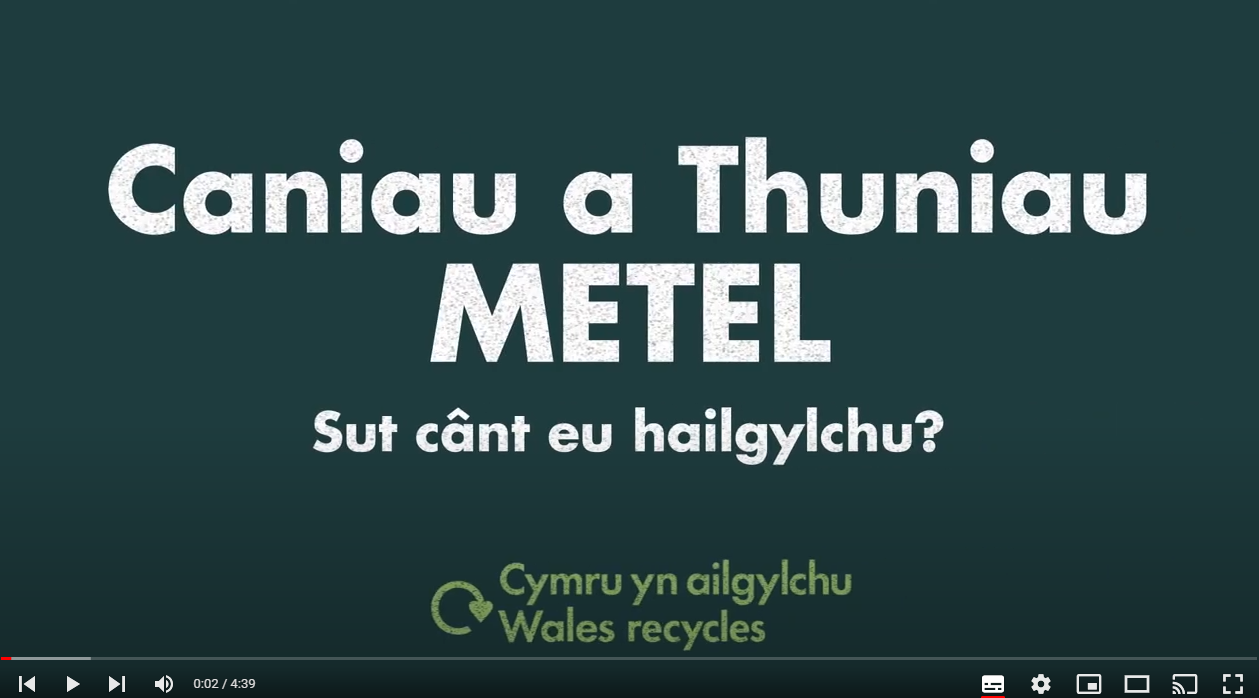 Caniau a Thuniau
METEL
Sut cânt eu hailgylchu?
Cymru yn ailgylchu
Wales recycles
0:02 / 4:39